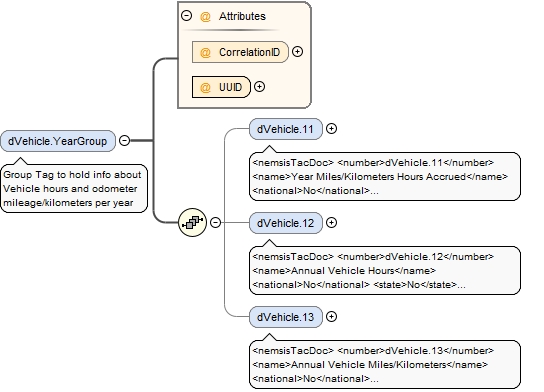 @ Attributes
@ CorrelationID
@ UUID
dVehicle.YearGroup
Group Tag to hold info about
Vehicle hours and odometer
mileage/kilometers per year
dVehicle.11
<nemsisTacDoc> <number>dVehicle.11</number>
<name>Year Miles/Kilometers Hours Accrued</name>
<national>No</national>...
dVehicle.12
<nemsisTacDoc> <number>dVehicle.12</number>
<name>Annual Vehicle Hours</name>
<national>No</national> <state>No</state>...
dVehicle.13
<nemsisTacDoc> <number>dVehicle.13</number>
<name>Annual Vehicle Miles/Kilometers</name>
<national>No</national>...